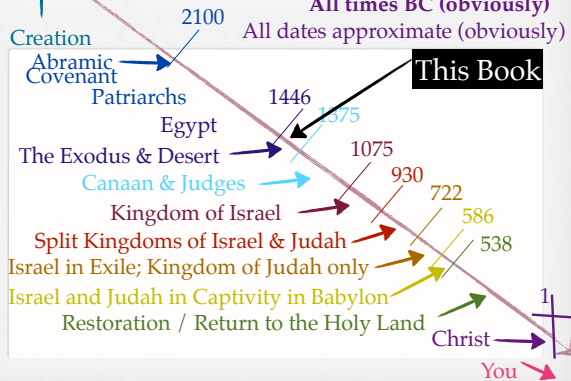 All times BC (obviously)
All dates approximate (obviously)
2100
Creation
Abramic
Covenant
This Book
Patriarchs
1446
1375
Egypt
The Exodus & Desert
1075
Canaan & Judges
930
722
Kingdom of Israel
586
Split Kingdoms of Israel & Judah
538
Israel in Exile; Kingdom of Judah only
Israel and Judah in Captivity in Babylon
1
Restoration / Return to the Holy Land
Christ
You